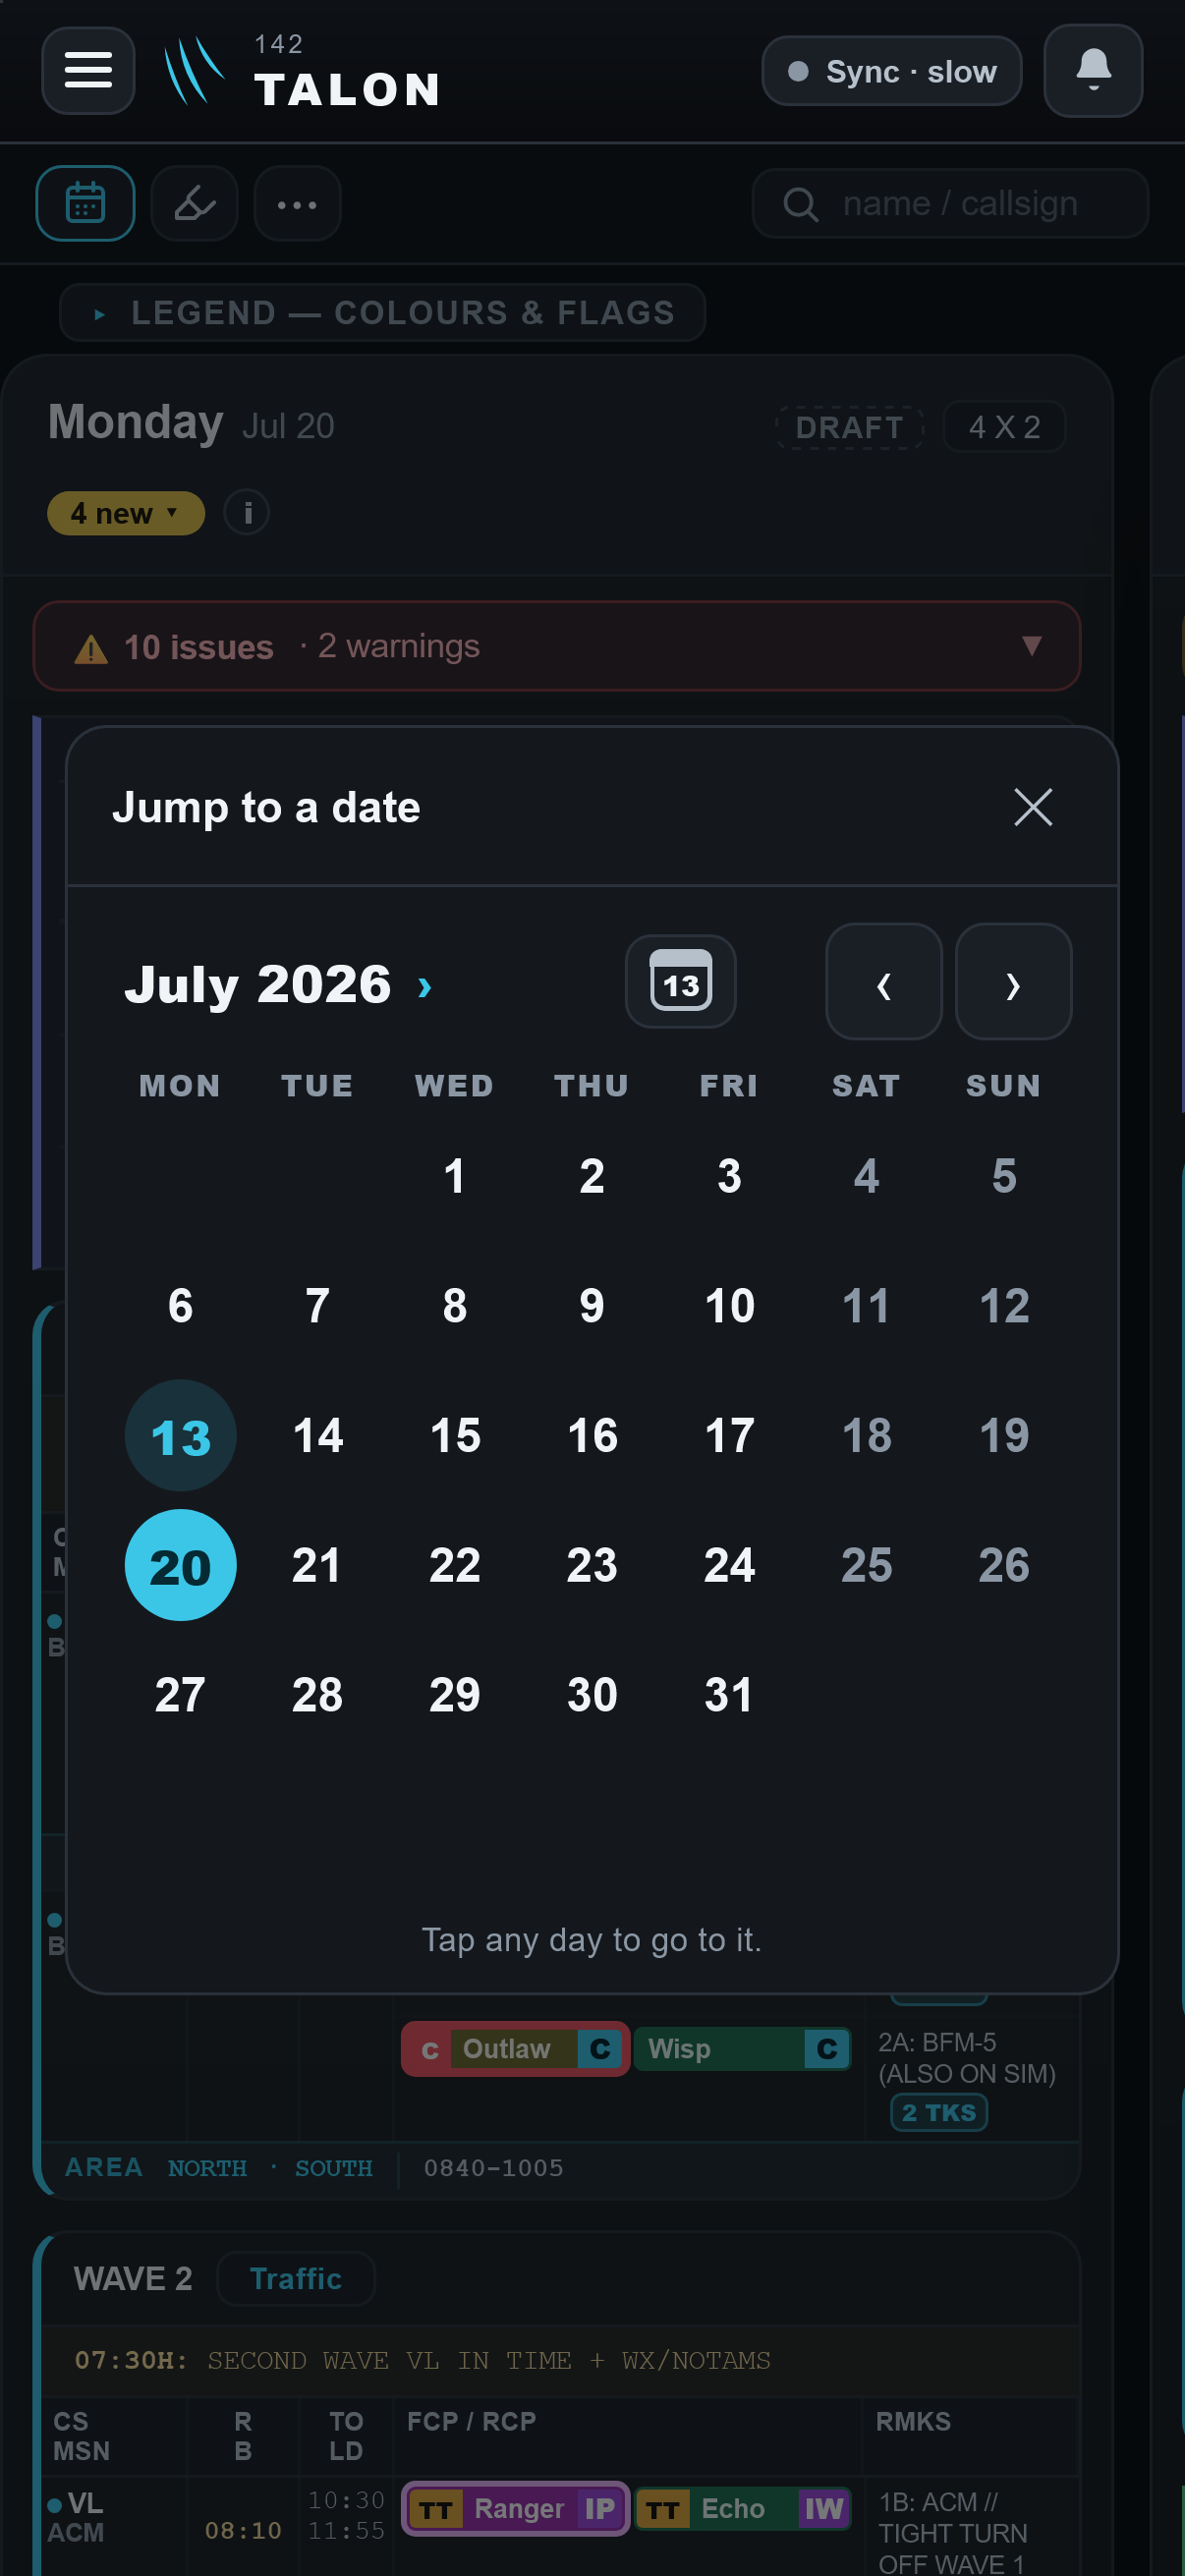 142
TALON
Sync · slow
name / callsign
▸ LEGEND — COLOURS & FLAGS
Monday Jul 20
DRAFT
4 X 2
4 new ▾
i
10 issues · 2 warnings ▼
Jump to a date
July 2026 ›
13
‹ ›
MON TUE WED THU FRI SAT SUN
1 2 3 4 5
6 7 8 9 10 11 12
13 14 15 16 17 18 19
20 21 22 23 24 25 26
27 28 29 30 31
Tap any day to go to it.
C Outlaw C Wisp C
2A: BFM-5
(ALSO ON SIM)
2 TKS
AREA NORTH · SOUTH 0840–1005
WAVE 2 Traffic
07:30H: SECOND WAVE VL IN TIME + WX/NOTAMS
CS
MSN
R
B
TO
LD
FCP / RCP
RMKS
VL
ACM
08:10
10:30
11:55
TT Ranger IP TT Echo IW
1B: ACM //
TIGHT TURN
OFF WAVE 1